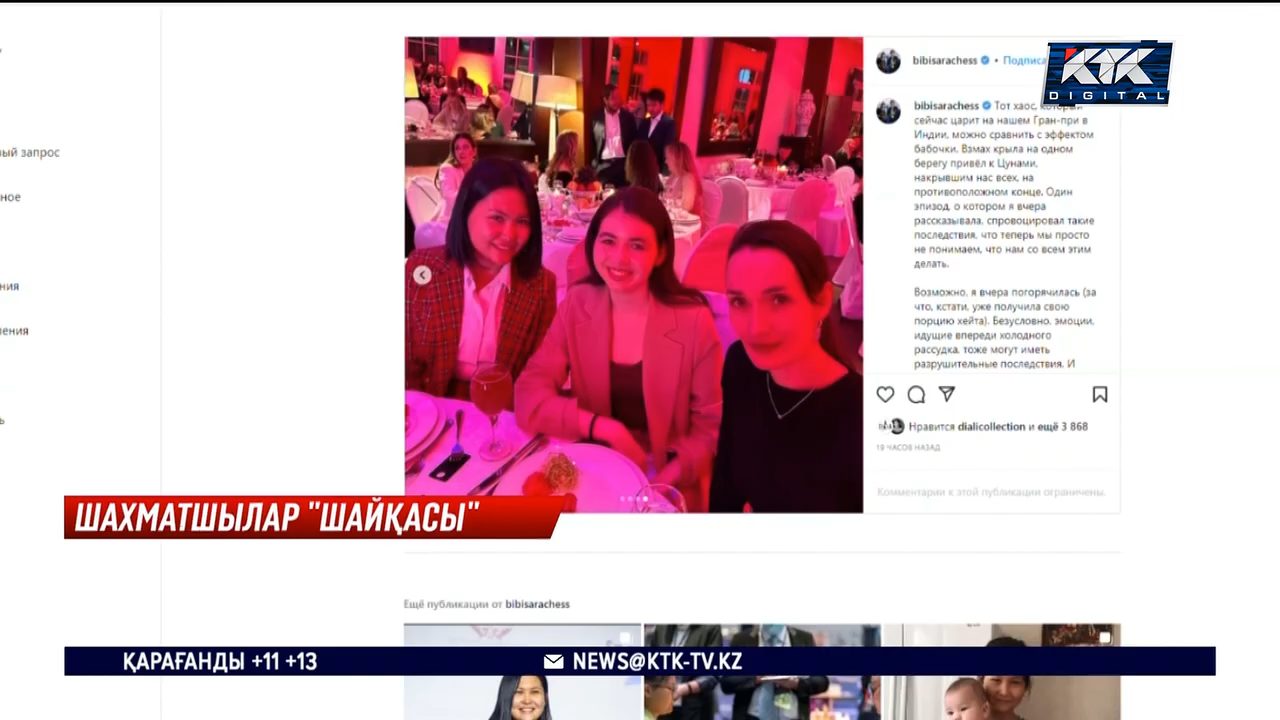 KTK
DIGITAL
вый запрос
ное
ния
ления
ь
bibisarachess • Подписа
bibisarachess Тот хаос, который
сейчас царит на нашем Гран-при в
Индии, можно сравнить с эффектом
бабочки. Взмах крыла на одном
берегу привёл к Цунами,
накрывшим нас всех, на
противоположном конце. Один
эпизод, о котором я вчера
рассказывала, спровоцировал такие
последствия, что теперь мы просто
не понимаем, что нам со всем этим
делать.
Возможно, я вчера погорячилась (за
что, кстати, уже получила свою
порцию хейта). Безусловно, эмоции,
идущие впереди холодного
рассудка, тоже могут иметь
разрушительные последствия. И
Нравится dialicollection и ещё 3 868
19 ЧАСОВ НАЗАД
Комментарии к этой публикации ограничены.
ШАХМАТШЫЛАР "ШАЙҚАСЫ"
Ещё публикации от bibisarachess
ҚАРАҒАНДЫ +11 +13
NEWS@KTK-TV.KZ